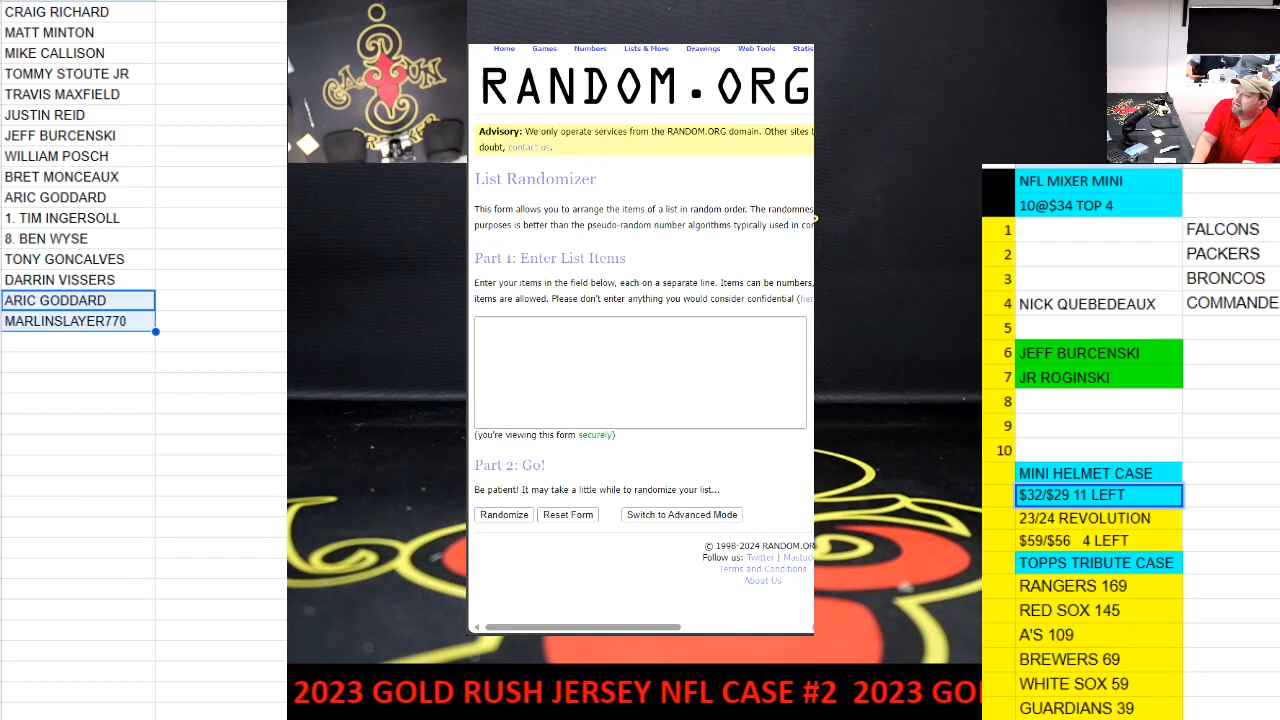 CRAIG RICHARD
MATT MINTON
MIKE CALLISON
TOMMY STOUTE JR
TRAVIS MAXFIELD
JUSTIN REID
JEFF BURCENSKI
WILLIAM POSCH
BRET MONCEAUX
ARIC GODDARD
1. TIM INGERSOLL
8. BEN WYSE
TONY GONCALVES
DARRIN VISSERS
ARIC GODDARD
MARLINSLAYER770
Home Games Numbers Lists & More Drawings Web Tools Statis
RANDOM.ORG
Advisory: We only operate services from the RANDOM.ORG domain. Other sites t
doubt, contact us.
List Randomizer
This form allows you to arrange the items of a list in random order. The randomnes
purposes is better than the pseudo-random number algorithms typically used in co
Part 1: Enter List Items
Enter your items in the field below, each on a separate line. Items can be numbers,
items are allowed. Please don't enter anything you would consider confidential (her
(you're viewing this form securely)
Part 2: Go!
Be patient! It may take a little while to randomize your list...
Randomize Reset Form Switch to Advanced Mode
© 1998-2024 RANDOM.ORG
Follow us: Twitter | Mastod
Terms and Conditions
About Us
NFL MIXER MINI
10@$34 TOP 4
1 FALCONS
2 PACKERS
3 BRONCOS
4 NICK QUEBEDEAUX COMMANDE
5
6 JEFF BURCENSKI
7 JR ROGINSKI
8
9
10
MINI HELMET CASE
$32/$29 11 LEFT
23/24 REVOLUTION
$59/$56 4 LEFT
TOPPS TRIBUTE CASE
RANGERS 169
RED SOX 145
A'S 109
BREWERS 69
WHITE SOX 59
GUARDIANS 39
2023 GOLD RUSH JERSEY NFL CASE #2 2023 GO